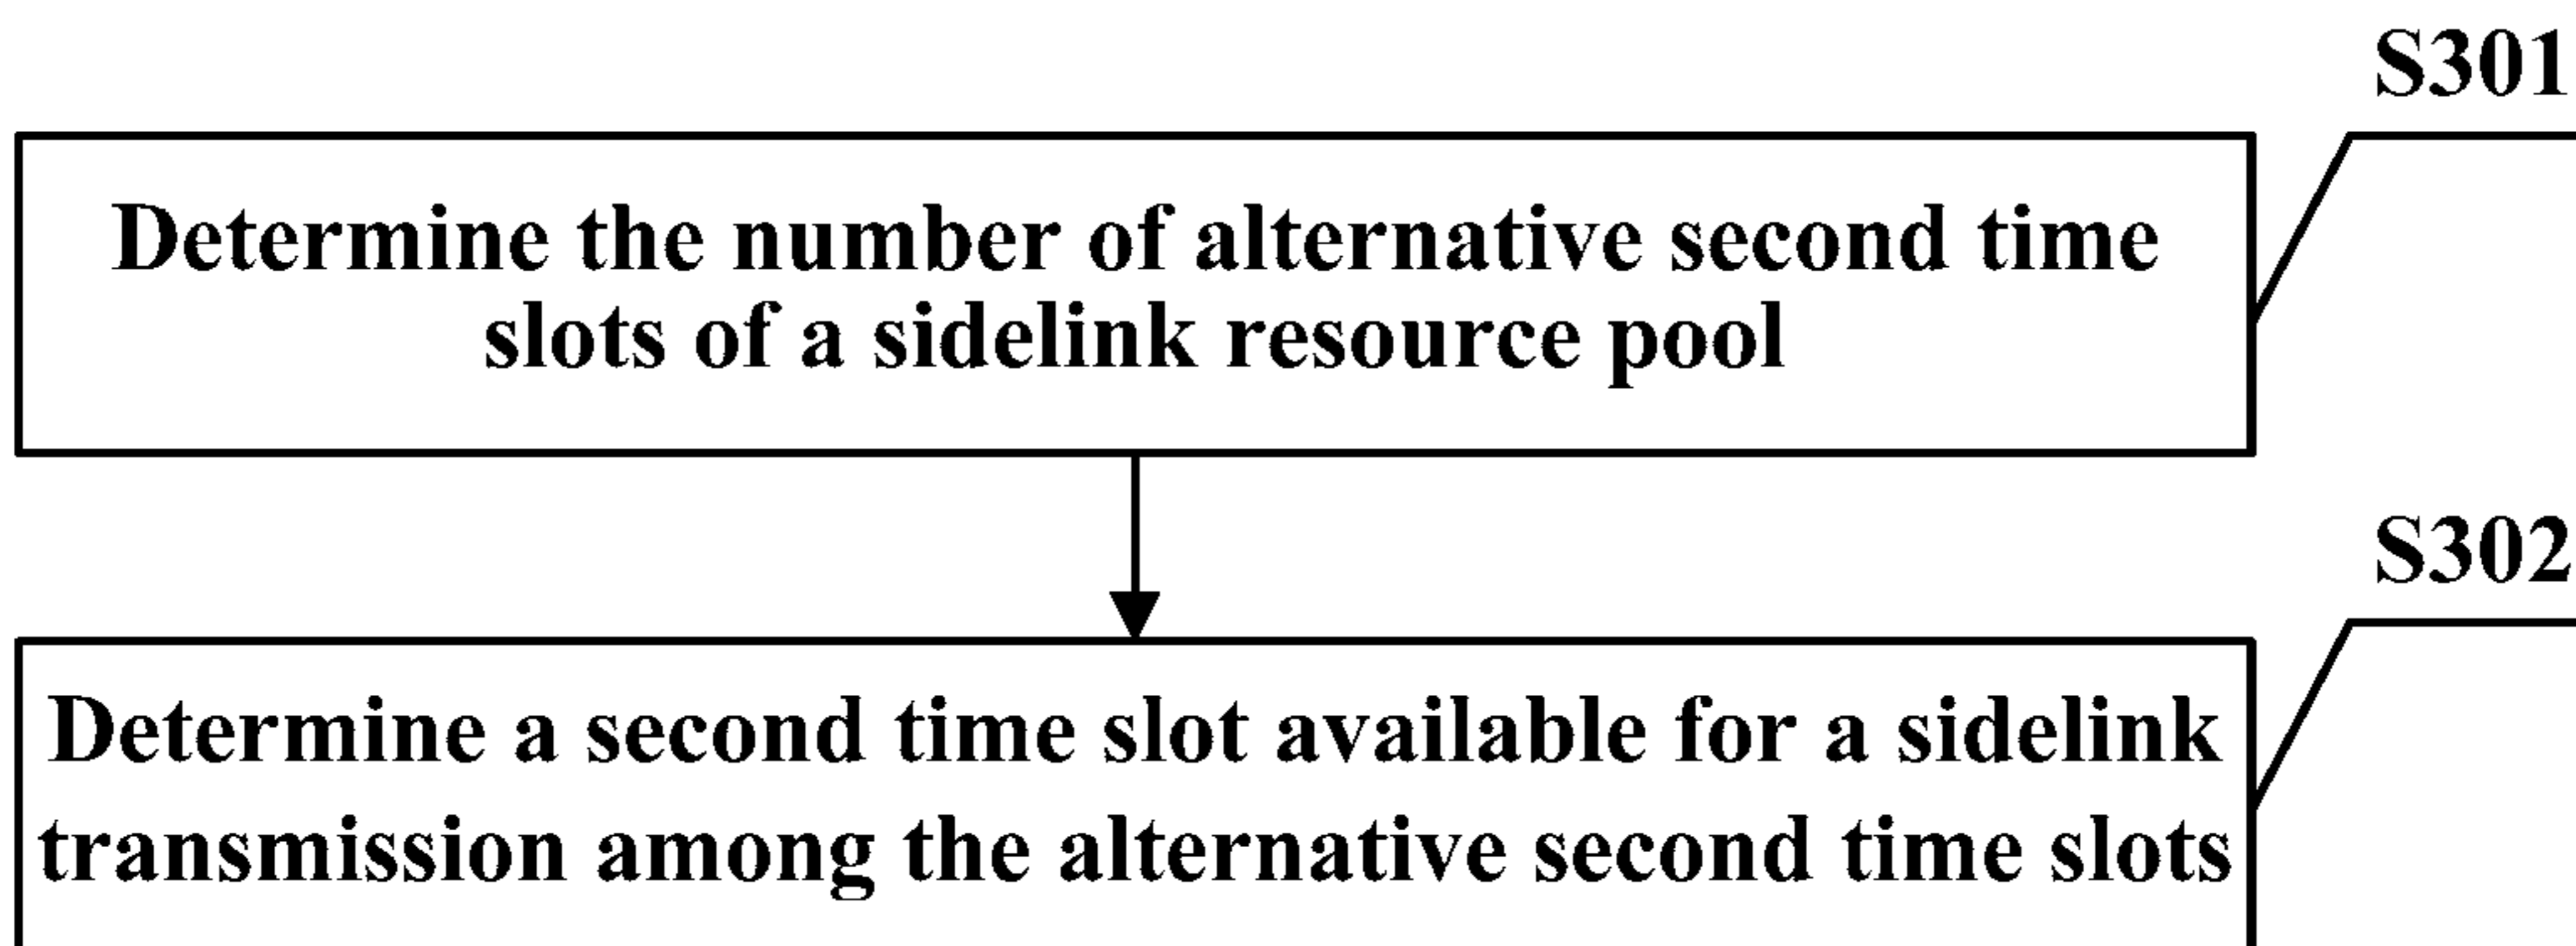 S301
Determine the number of alternative second time
slots of a sidelink resource pool
S302
Determine a second time slot available for a sidelink
transmission among the alternative second time slots